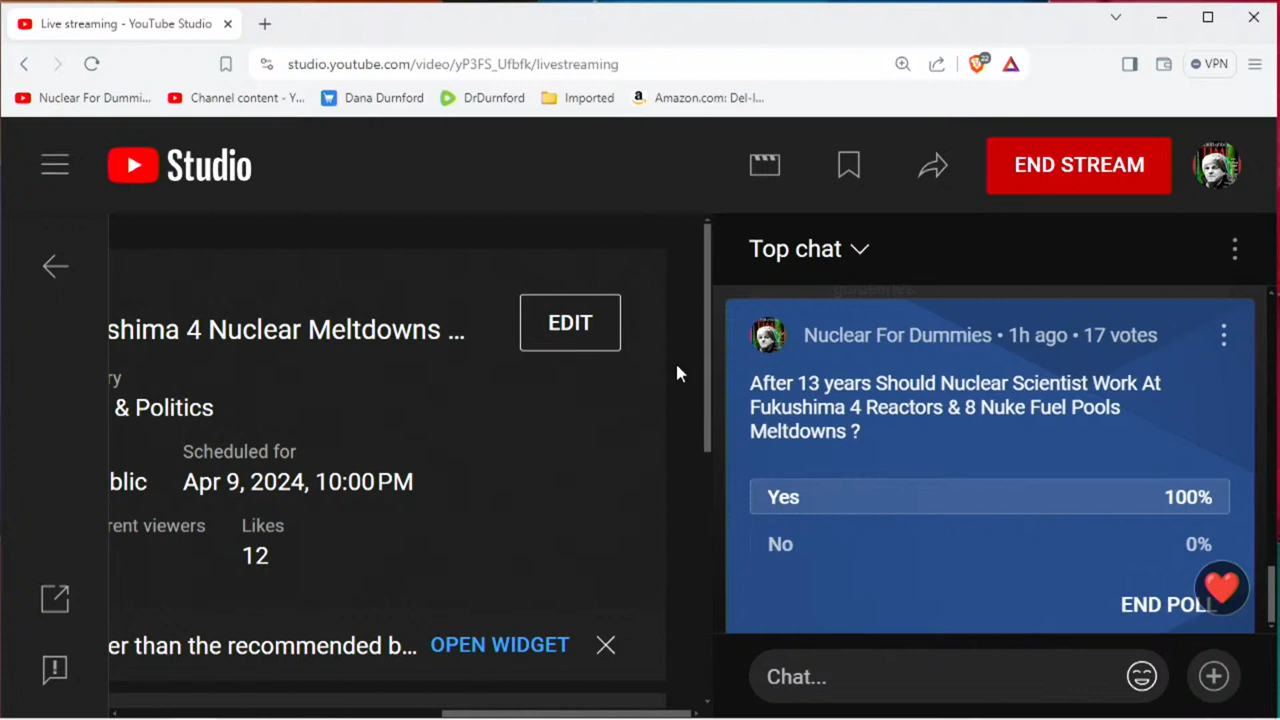 Live streaming - YouTube Studio
studio.youtube.com/video/yP3FS_Ufbfk/livestreaming
22
VPN
Nuclear For Dummi...
Channel content - Y...
Dana Durnford
DrDurnford
Imported
Amazon.com: Del-I...
Studio
END STREAM
shima 4 Nuclear Meltdowns ...
EDIT
ry
& Politics
Scheduled for
blic
Apr 9, 2024, 10:00 PM
rent viewers
Likes
12
er than the recommended b...
OPEN WIDGET
Top chat
Nuclear For Dummies • 1h ago • 17 votes
After 13 years Should Nuclear Scientist Work At
Fukushima 4 Reactors & 8 Nuke Fuel Pools
Meltdowns ?
Yes 100%
No 0%
END POLL
Chat...